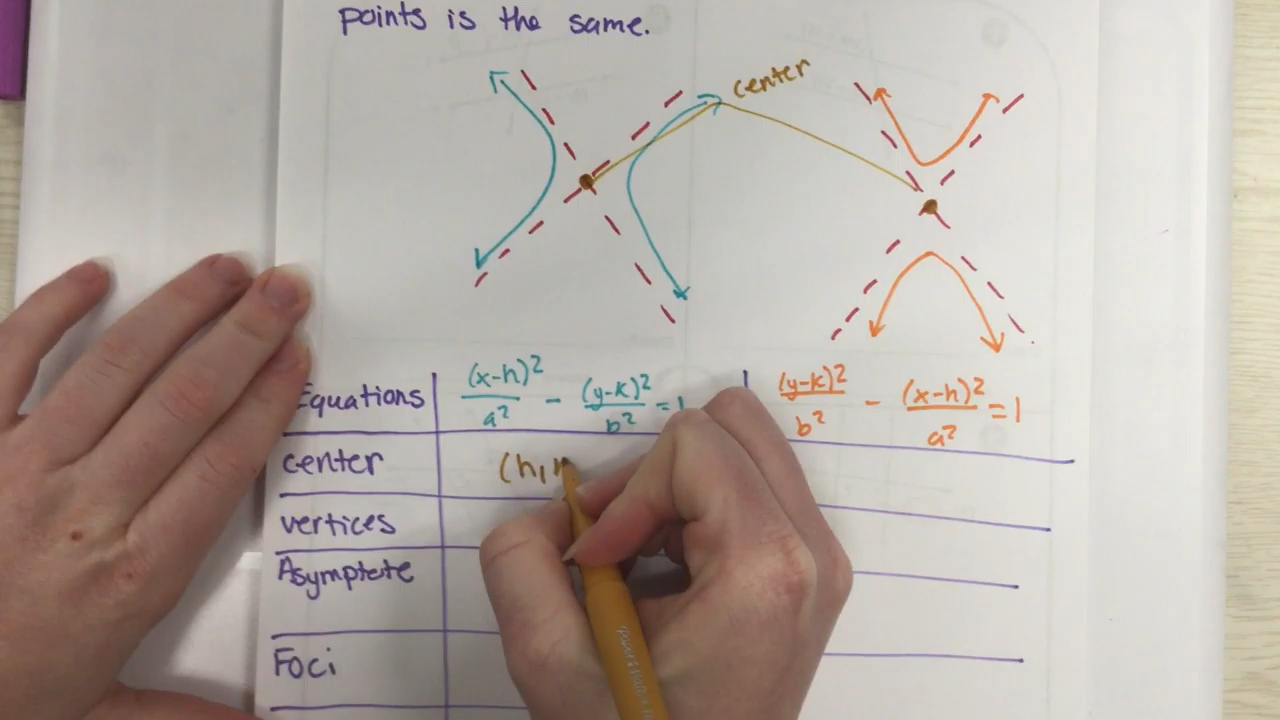 points is the same.
center
Equations (x-h)²/a² - (y-k)²/b² = 1 (y-k)²/b² - (x-h)²/a² = 1
center (h,
vertices
Asymptete
Foci